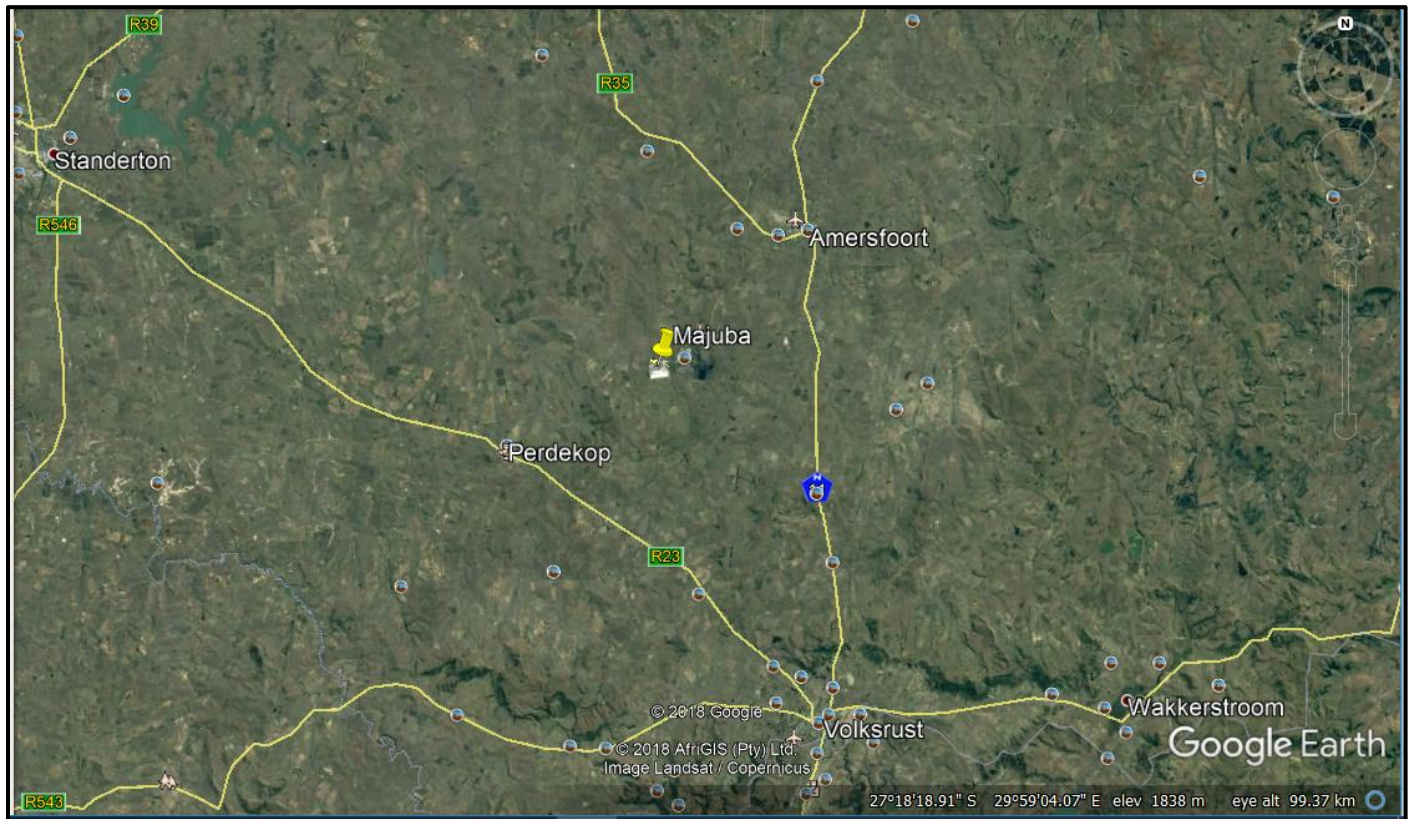 R39
N
R35
Standerton
R546
Amersfoort
Majuba
Perdekop
N
R23
Wakkerstroom
© 2018 Google
Volksrust
Google Earth
© 2018 AfriGIS (Pty) Ltd.
Image Landsat / Copernicus
R543
27°18'18.91" S 29°59'04.07" E elev 1838 m eye alt 99.37 km